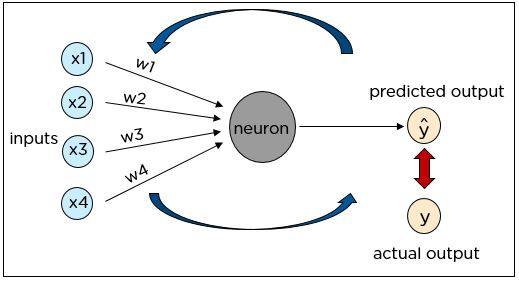 x1
w1
x2
w2
predicted output
inputs
neuron
ŷ
x3
w3
x4
w4
y
actual output